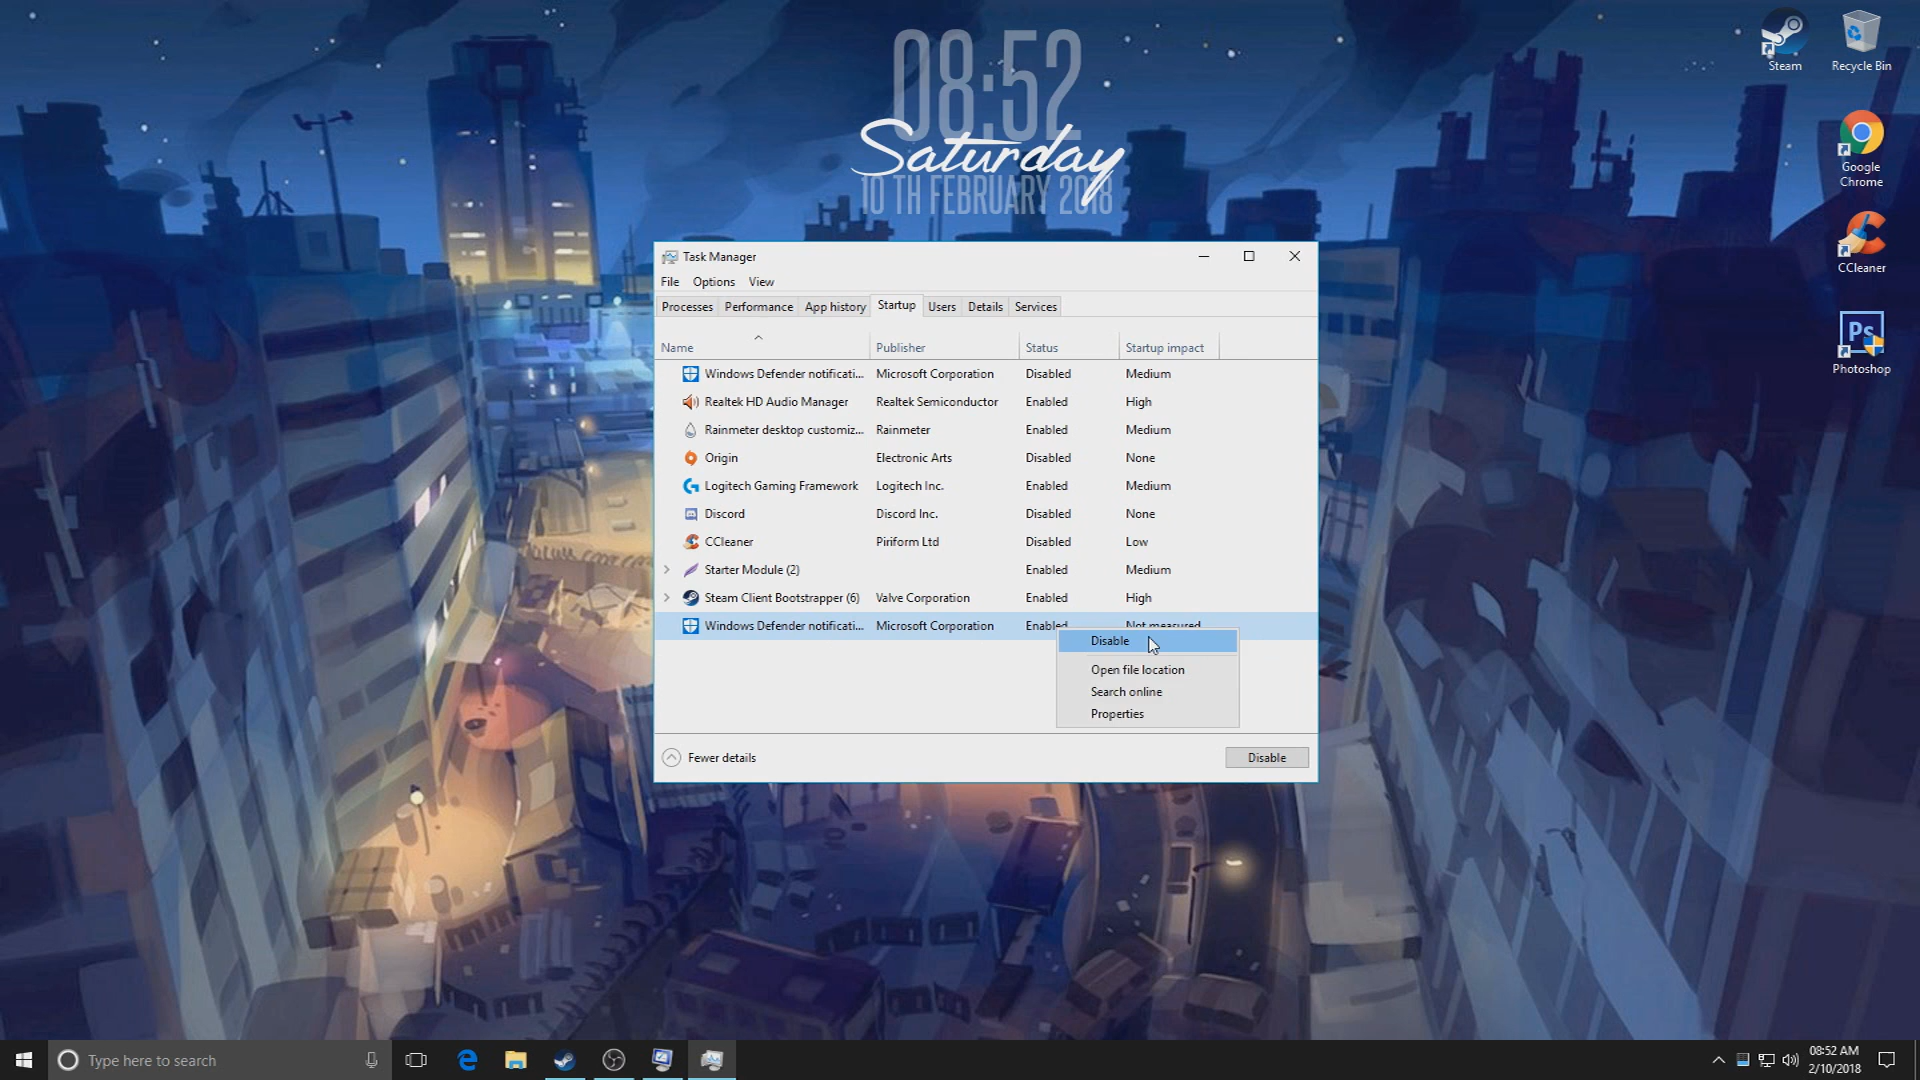 08:52
Saturday
10 TH FEBRUARY 2018
Steam
Recycle Bin
Google
Chrome
CCleaner
Ps
Photoshop
Task Manager
File Options View
Processes Performance App history Startup Users Details Services
Name Publisher Status Startup impact
Windows Defender notificati... Microsoft Corporation Disabled Medium
Realtek HD Audio Manager Realtek Semiconductor Enabled High
Rainmeter desktop customiz... Rainmeter Enabled Medium
Origin Electronic Arts Disabled None
Logitech Gaming Framework Logitech Inc. Enabled Medium
Discord Discord Inc. Disabled None
CCleaner Piriform Ltd Disabled Low
Starter Module (2) Enabled Medium
Steam Client Bootstrapper (6) Valve Corporation Enabled High
Windows Defender notificati... Microsoft Corporation Enabled Not measured
Disable
Open file location
Search online
Properties
Fewer details Disable
Type here to search
08:52 AM
2/10/2018